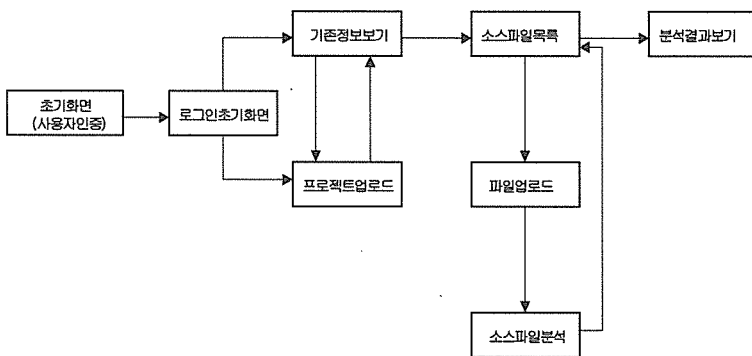 기존정보보기
소스파일목록
분석결과보기
초기화면
(사용자인증)
로그인초기화면
프로젝트업로드
파일업로드
소스파일분석